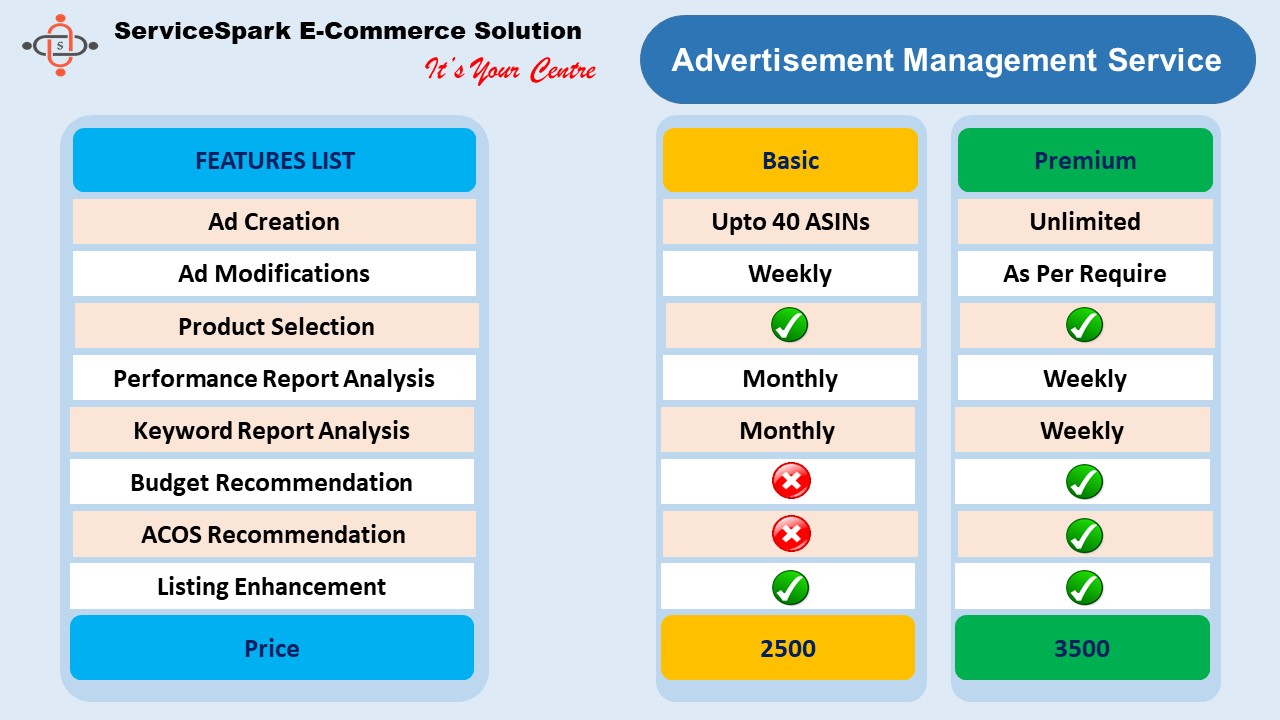 S
ServiceSpark E-Commerce Solution
It's Your Centre
Advertisement Management Service
FEATURES LIST Basic Premium
Ad Creation Upto 40 ASINs Unlimited
Ad Modifications Weekly As Per Require
Product Selection
Performance Report Analysis Monthly Weekly
Keyword Report Analysis Monthly Weekly
Budget Recommendation
ACOS Recommendation
Listing Enhancement
Price 2500 3500